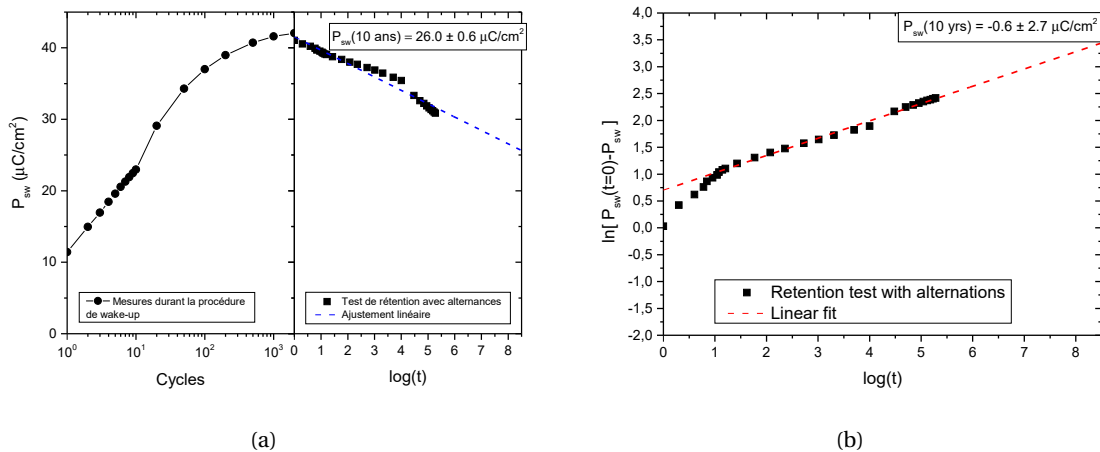 P_sw(10 ans) = 26.0 ± 0.6 µC/cm²
40
30
20
10
0
P_sw (µC/cm²)
Mesures durant la procédure
de wake-up
Test de rétention avec alternances
Ajustement linéaire
10⁰ 10¹ 10² 10³ 0 1 2 3 4 5 6 7 8
Cycles log(t)
(a)
P_sw(10 yrs) = -0.6 ± 2.7 µC/cm²
4,0
3,5
3,0
2,5
2,0
1,5
1,0
0,5
0,0
-0,5
-1,0
-1,5
-2,0
ln[ P_sw(t=0)-P_sw ]
Retention test with alternations
Linear fit
0 1 2 3 4 5 6 7 8
log(t)
(b)